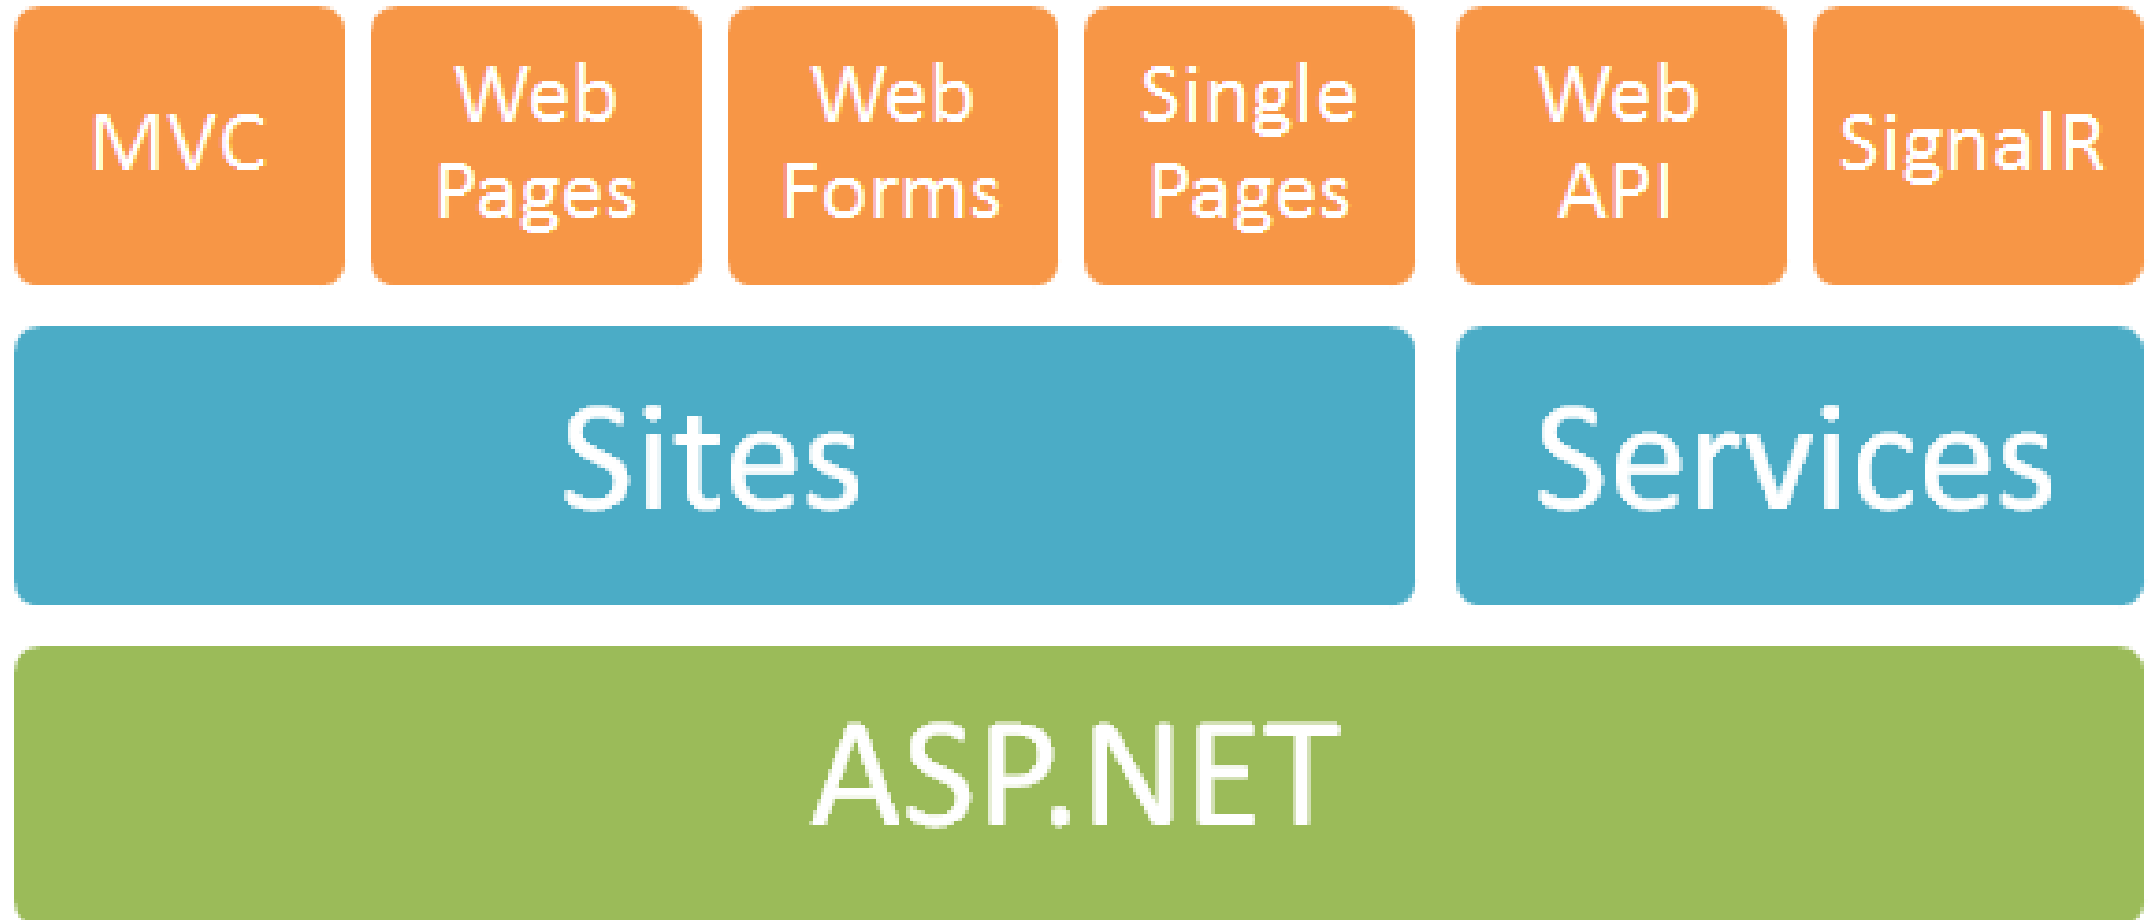 MVC
Web
Pages
Web
Forms
Single
Pages
Web
API
SignalR
Sites
Services
ASP.NET